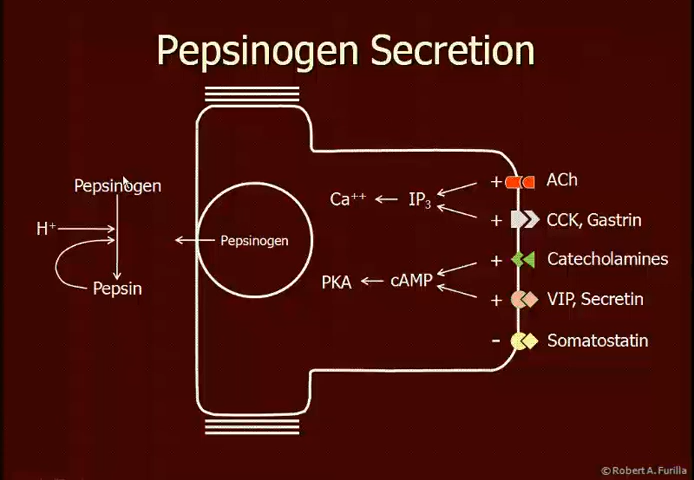 Pepsinogen Secretion
Pepsinogen
H⁺
Pepsin
Pepsinogen
Ca⁺⁺
IP₃
PKA
cAMP
+
ACh
+
CCK, Gastrin
+
Catecholamines
+
VIP, Secretin
-
Somatostatin
©Robert A. Furilla